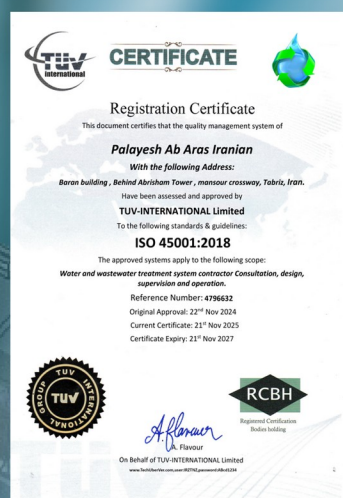 TÜV
international
CERTIFICATE
Registration Certificate
This document certifies that the quality management system of
Palayesh Ab Aras Iranian
With the following Address:
Baran building , Behind Abrisham Tower , mansour crossway, Tabriz, Iran.
Have been assessed and approved by
TUV-INTERNATIONAL Limited
To the following standards & guidelines:
ISO 45001:2018
The approved systems apply to the following scope:
Water and wastewater treatment system contractor Consultation, design,
supervision and operation.
Reference Number: 4796632
Original Approval: 22nd Nov 2024
Current Certificate: 21st Nov 2025
Certificate Expiry: 21st Nov 2027
TUV INTERNATIONAL GROUP
TÜV
RCBH
Registered Certification
Bodies holding
A. Flavour
A. Flavour
On Behalf of TUV-INTERNATIONAL Limited